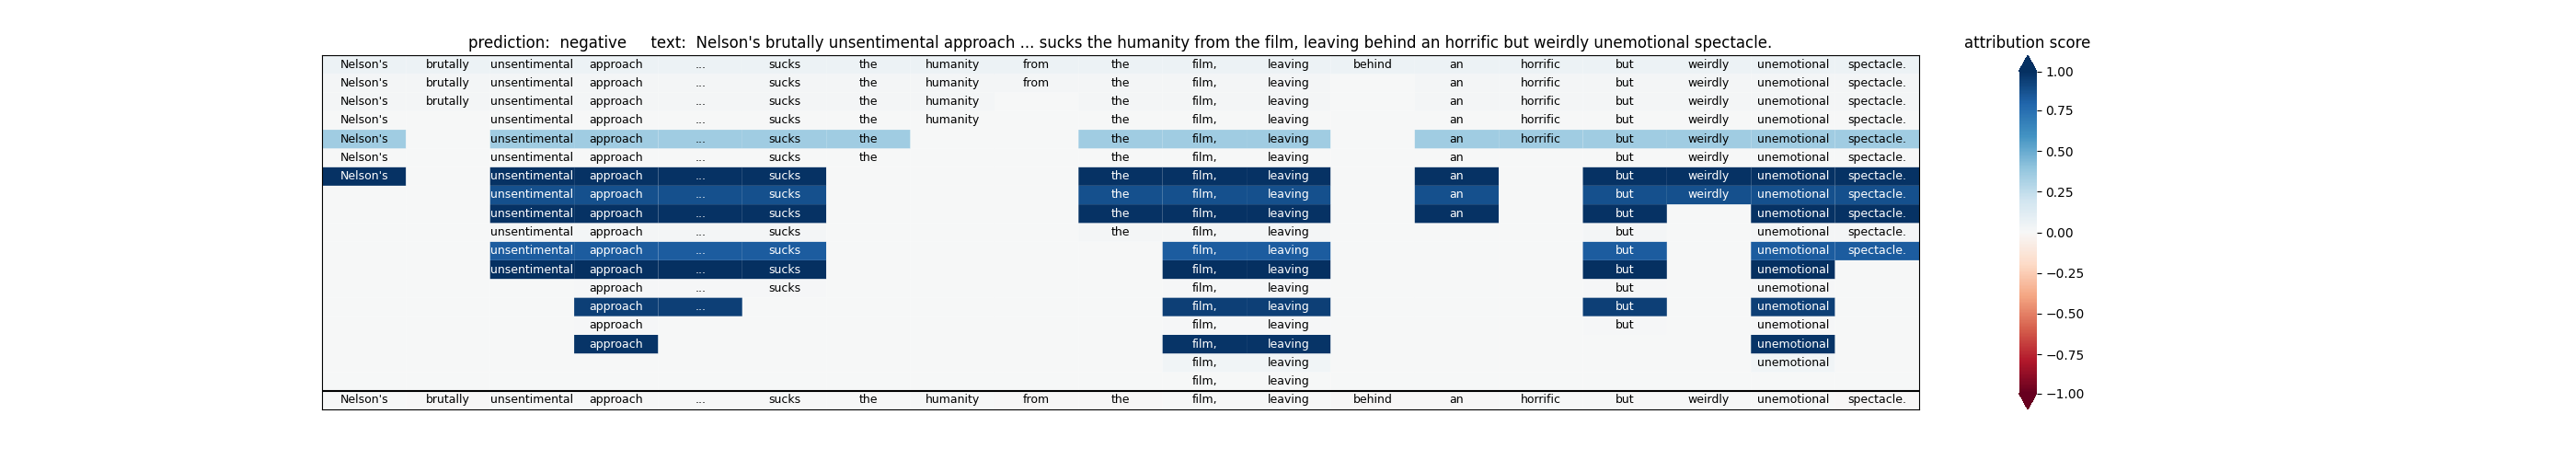 prediction:  negative     text:  Nelson's brutally unsentimental approach ... sucks the humanity from the film, leaving behind an horrific but weirdly unemotional spectacle.
attribution score
Nelson's brutally unsentimental approach ... sucks the humanity from the film, leaving behind an horrific but weirdly unemotional spectacle.
Nelson's brutally unsentimental approach ... sucks the humanity from the film, leaving an horrific but weirdly unemotional spectacle.
Nelson's brutally unsentimental approach ... sucks the humanity the film, leaving an horrific but weirdly unemotional spectacle.
Nelson's unsentimental approach ... sucks the humanity the film, leaving an horrific but weirdly unemotional spectacle.
Nelson's unsentimental approach ... sucks the the film, leaving an horrific but weirdly unemotional spectacle.
Nelson's unsentimental approach ... sucks the the film, leaving an but weirdly unemotional spectacle.
Nelson's unsentimental approach ... sucks the film, leaving an but weirdly unemotional spectacle.
unsentimental approach ... sucks the film, leaving an but weirdly unemotional spectacle.
unsentimental approach ... sucks the film, leaving an but unemotional spectacle.
unsentimental approach ... sucks the film, leaving but unemotional spectacle.
unsentimental approach ... sucks film, leaving but unemotional spectacle.
unsentimental approach ... sucks film, leaving but unemotional
approach ... sucks film, leaving but unemotional
approach ... film, leaving but unemotional
approach film, leaving but unemotional
approach film, leaving unemotional
film, leaving unemotional
film, leaving
Nelson's brutally unsentimental approach ... sucks the humanity from the film, leaving behind an horrific but weirdly unemotional spectacle.
1.00
0.75
0.50
0.25
0.00
−0.25
−0.50
−0.75
−1.00